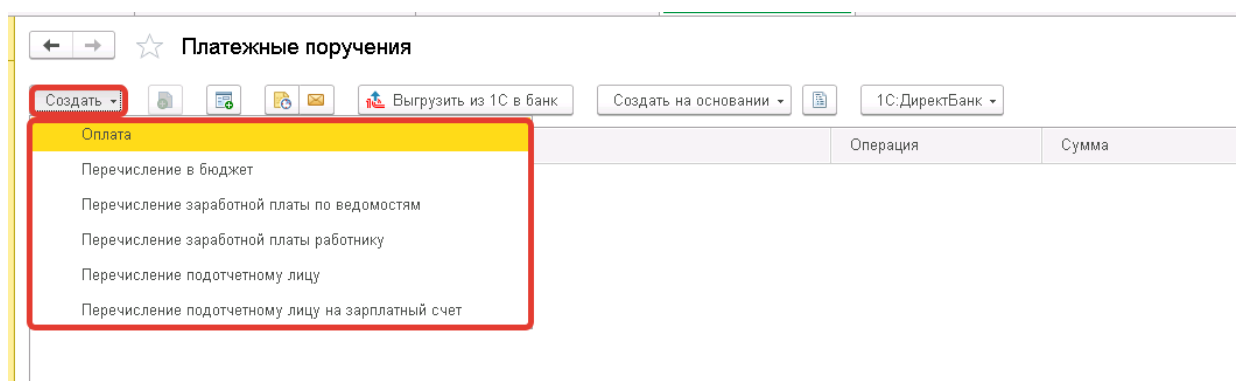 Платежные поручения
Создать Выгрузить из 1С в банк Создать на основании 1С:ДиректБанк
Оплата
Операция Сумма
Перечисление в бюджет
Перечисление заработной платы по ведомостям
Перечисление заработной платы работнику
Перечисление подотчетному лицу
Перечисление подотчетному лицу на зарплатный счет